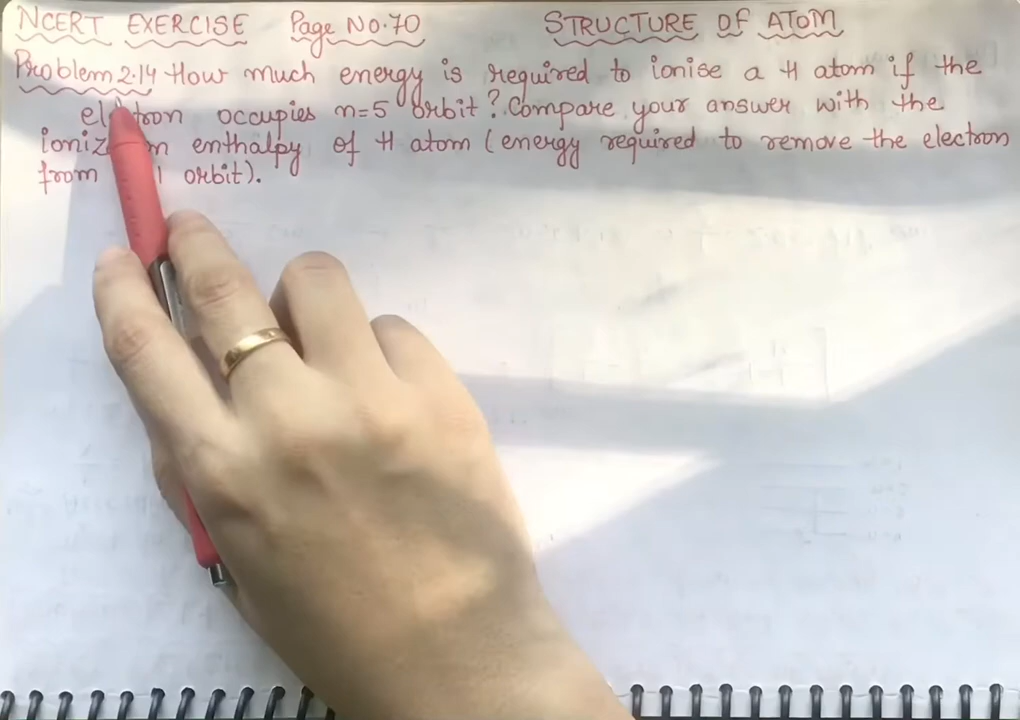 NCERT EXERCISE Page No.70 STRUCTURE OF ATOM
Problem 2.14 How much energy is required to ionise a H atom if the
occupies n=5 orbit? Compare your answer with the
enthalpy of H atom (energy required to remove the electron
from 1 orbit).